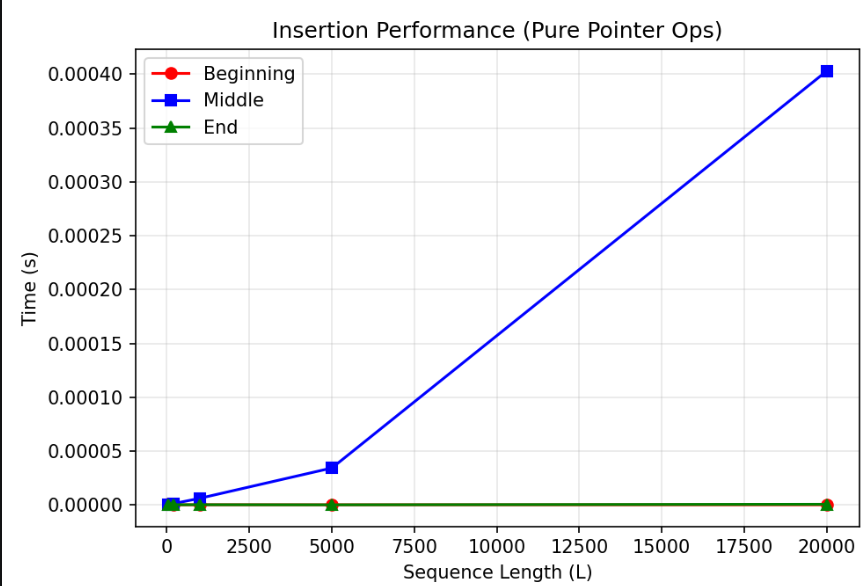 Insertion Performance (Pure Pointer Ops)
Beginning
Middle
End
0.00040
0.00035
0.00030
0.00025
0.00020
0.00015
0.00010
0.00005
0.00000
Time (s)
0 2500 5000 7500 10000 12500 15000 17500 20000
Sequence Length (L)